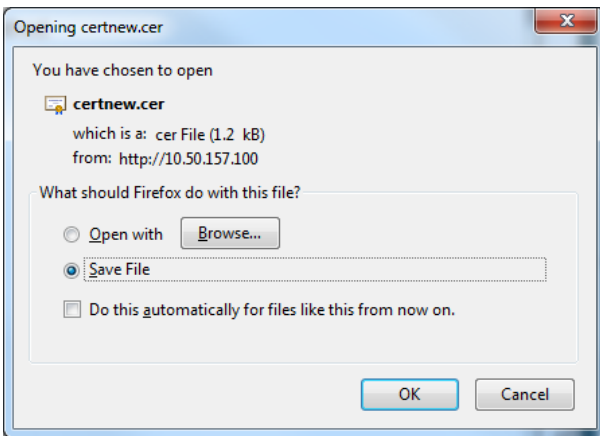 Opening certnew.cer
You have chosen to open
certnew.cer
which is a: cer File (1.2 kB)
from: http://10.50.157.100
What should Firefox do with this file?
Open with Browse...
Save File
Do this automatically for files like this from now on.
OK Cancel